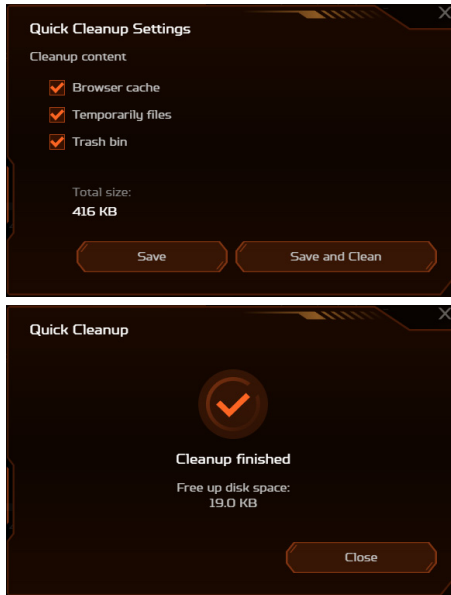 Quick Cleanup Settings
Cleanup content
Browser cache
Temporarily files
Trash bin
Total size:
416 KB
Save
Save and Clean
Quick Cleanup
Cleanup finished
Free up disk space:
19.0 KB
Close